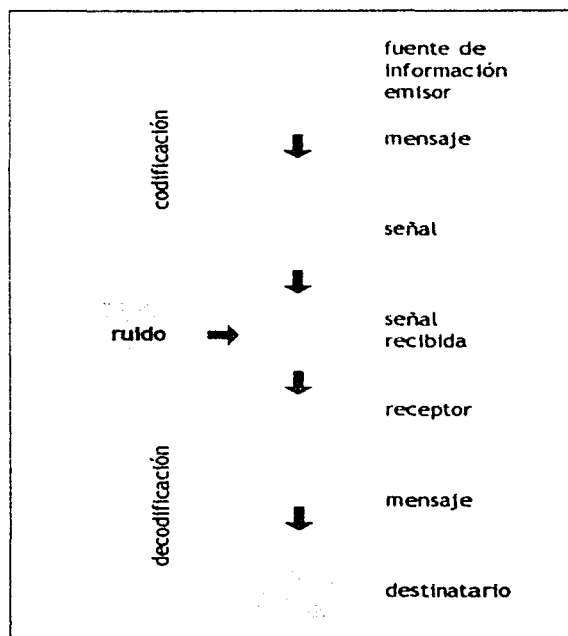 fuente de
información
emisor
codificación
mensaje
señal
ruido
señal
recibida
receptor
decodificación
mensaje
destinatario